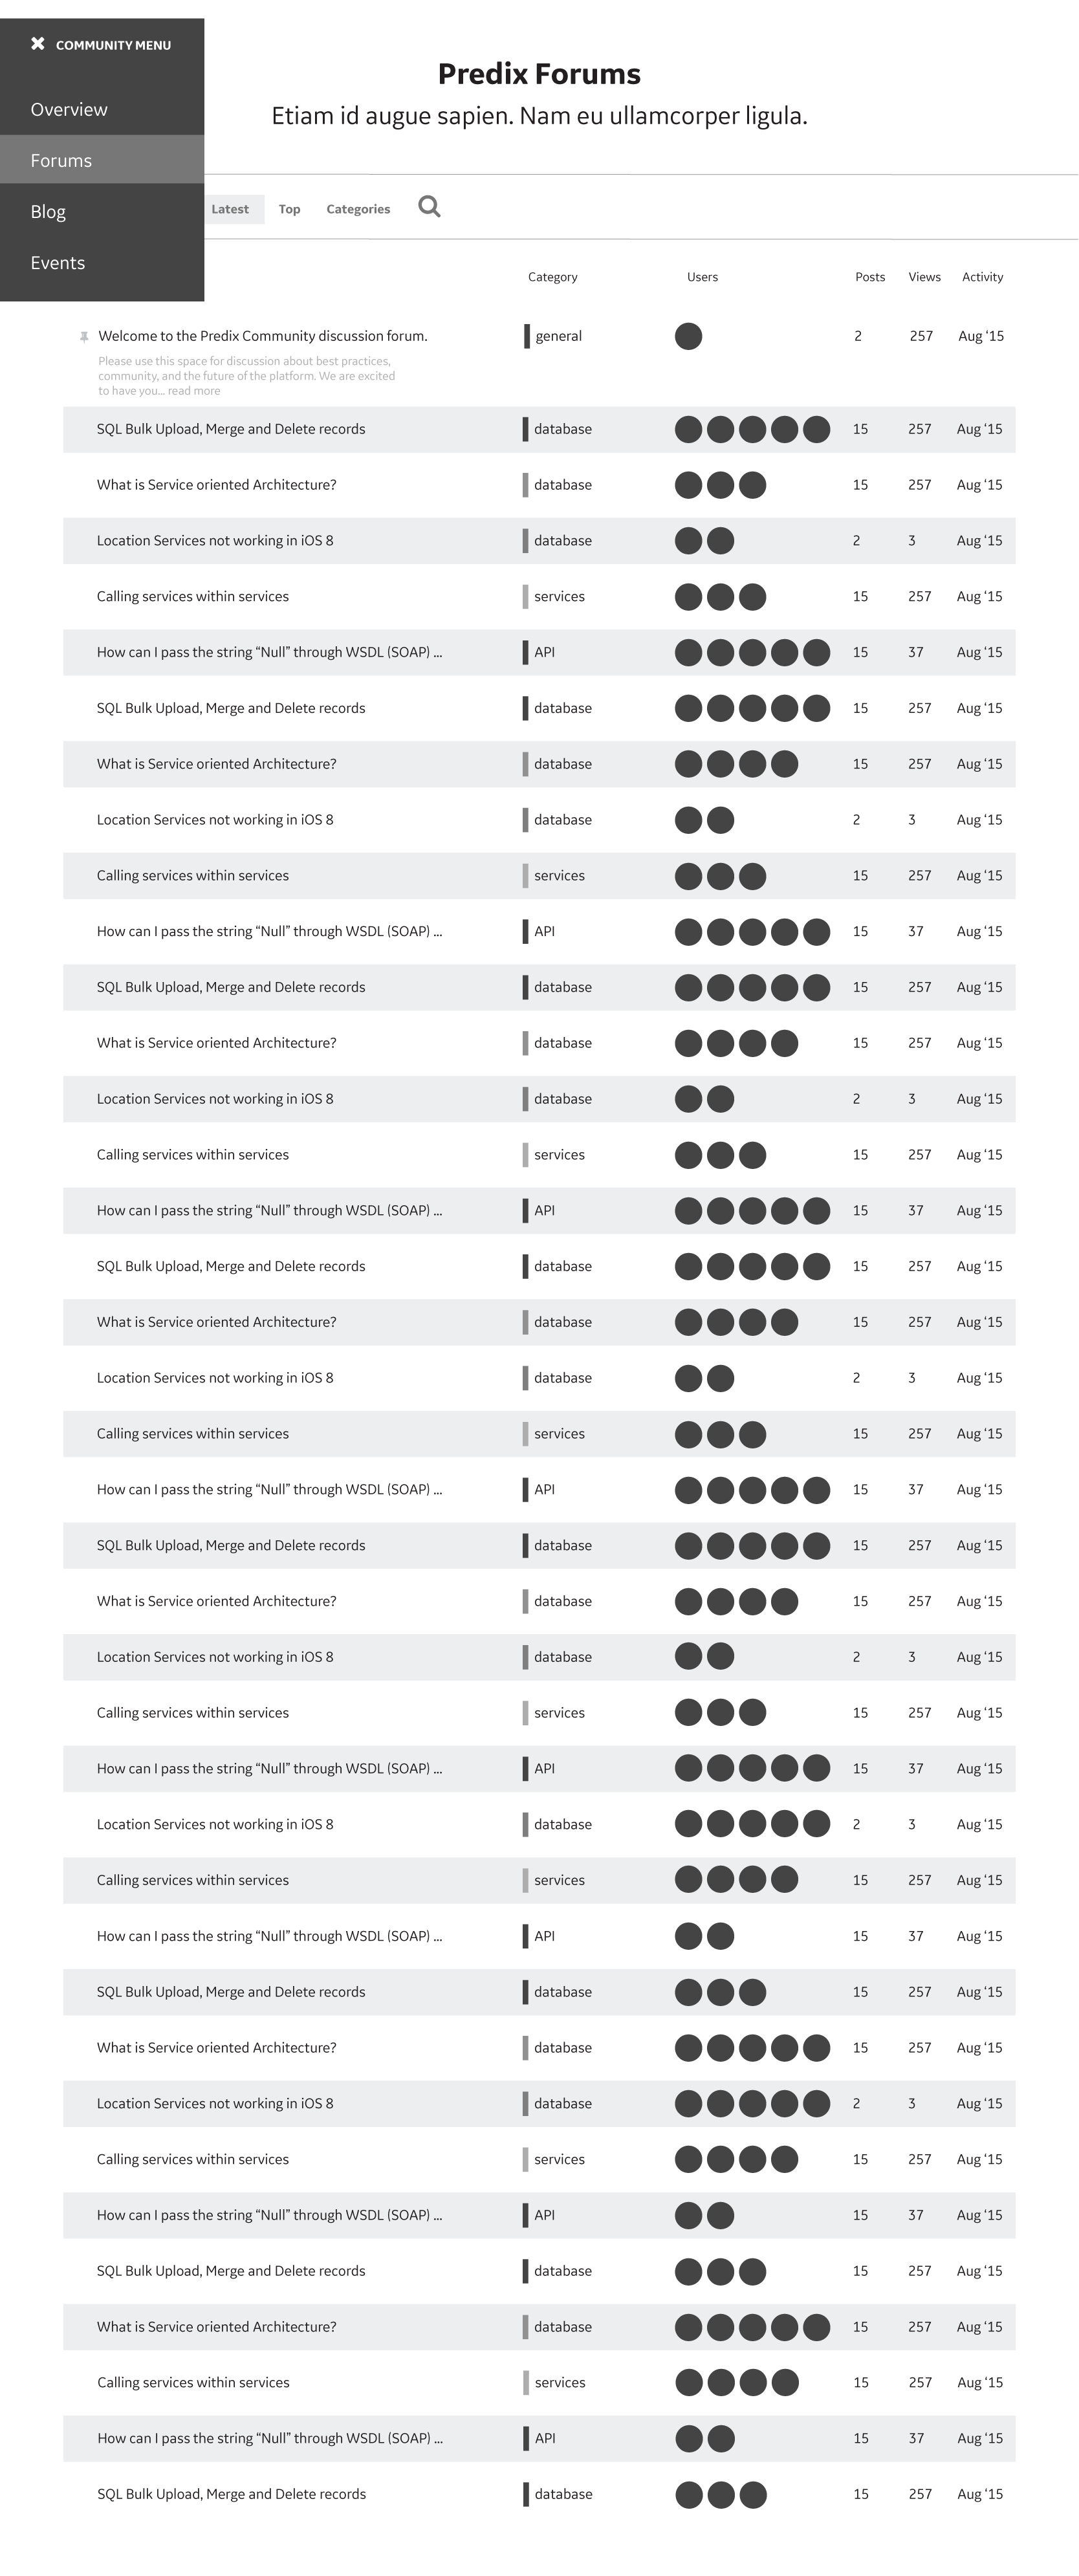 COMMUNITY MENU
Overview
Forums
Blog
Events
Predix Forums
Etiam id augue sapien. Nam eu ullamcorper ligula.
Latest Top Categories
Category Users Posts Views Activity
Welcome to the Predix Community discussion forum. general 2 257 Aug ‘15
Please use this space for discussion about best practices,
community, and the future of the platform. We are excited
to have you... read more
SQL Bulk Upload, Merge and Delete records database 15 257 Aug ‘15
What is Service oriented Architecture? database 15 257 Aug ‘15
Location Services not working in iOS 8 database 2 3 Aug ‘15
Calling services within services services 15 257 Aug ‘15
How can I pass the string “Null” through WSDL (SOAP) ... API 15 37 Aug ‘15
SQL Bulk Upload, Merge and Delete records database 15 257 Aug ‘15
What is Service oriented Architecture? database 15 257 Aug ‘15
Location Services not working in iOS 8 database 2 3 Aug ‘15
Calling services within services services 15 257 Aug ‘15
How can I pass the string “Null” through WSDL (SOAP) ... API 15 37 Aug ‘15
SQL Bulk Upload, Merge and Delete records database 15 257 Aug ‘15
What is Service oriented Architecture? database 15 257 Aug ‘15
Location Services not working in iOS 8 database 2 3 Aug ‘15
Calling services within services services 15 257 Aug ‘15
How can I pass the string “Null” through WSDL (SOAP) ... API 15 37 Aug ‘15
SQL Bulk Upload, Merge and Delete records database 15 257 Aug ‘15
What is Service oriented Architecture? database 15 257 Aug ‘15
Location Services not working in iOS 8 database 2 3 Aug ‘15
Calling services within services services 15 257 Aug ‘15
How can I pass the string “Null” through WSDL (SOAP) ... API 15 37 Aug ‘15
SQL Bulk Upload, Merge and Delete records database 15 257 Aug ‘15
What is Service oriented Architecture? database 15 257 Aug ‘15
Location Services not working in iOS 8 database 2 3 Aug ‘15
Calling services within services services 15 257 Aug ‘15
How can I pass the string “Null” through WSDL (SOAP) ... API 15 37 Aug ‘15
Location Services not working in iOS 8 database 2 3 Aug ‘15
Calling services within services services 15 257 Aug ‘15
How can I pass the string “Null” through WSDL (SOAP) ... API 15 37 Aug ‘15
SQL Bulk Upload, Merge and Delete records database 15 257 Aug ‘15
What is Service oriented Architecture? database 15 257 Aug ‘15
Location Services not working in iOS 8 database 2 3 Aug ‘15
Calling services within services services 15 257 Aug ‘15
How can I pass the string “Null” through WSDL (SOAP) ... API 15 37 Aug ‘15
SQL Bulk Upload, Merge and Delete records database 15 257 Aug ‘15
What is Service oriented Architecture? database 15 257 Aug ‘15
Calling services within services services 15 257 Aug ‘15
How can I pass the string “Null” through WSDL (SOAP) ... API 15 37 Aug ‘15
SQL Bulk Upload, Merge and Delete records database 15 257 Aug ‘15